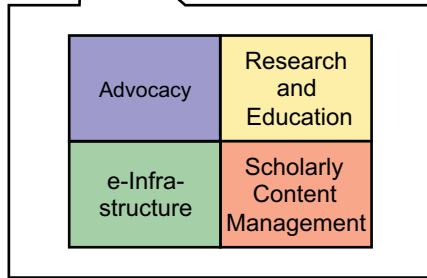 Advocacy
Research
and
Education
e-Infra-
structure
Scholarly
Content
Management